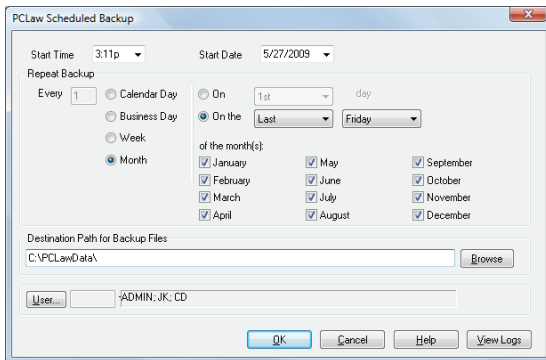 PCLaw Scheduled Backup
Start Time 3:11p Start Date 5/27/2009
Repeat Backup
Every 1 Calendar Day On 1st day
Business Day On the Last Friday
Week
Month of the month(s):
January May September
February June October
March July November
April August December
Destination Path for Backup Files
C:\PCLawData\ Browse
User... -ADMIN; JK; CD
OK Cancel Help View Logs